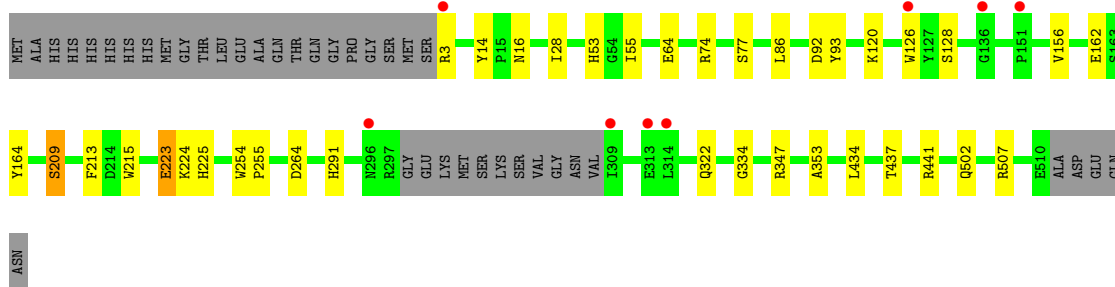 MET ALA HIS HIS HIS HIS HIS HIS MET GLY THR LEU GLU ALA GLN THR GLN GLY PRO GLY SER MET SER R3 Y14 P15 N16 I28 H53 G54 I55 E64 R74 S77 L86 D92 Y93 K120 W126 Y127 S128 G136 P151 V156 E162 S163
Y164 S209 F213 D214 W215 E223 K224 H225 W254 P255 D264 H291 N296 R297 GLY GLU LYS MET SER LYS SER VAL GLY ASN VAL I309 E313 L314 Q322 G334 R347 A353 L434 T437 R441 Q502 R507 E510 ALA ASP GLU GLN
ASN